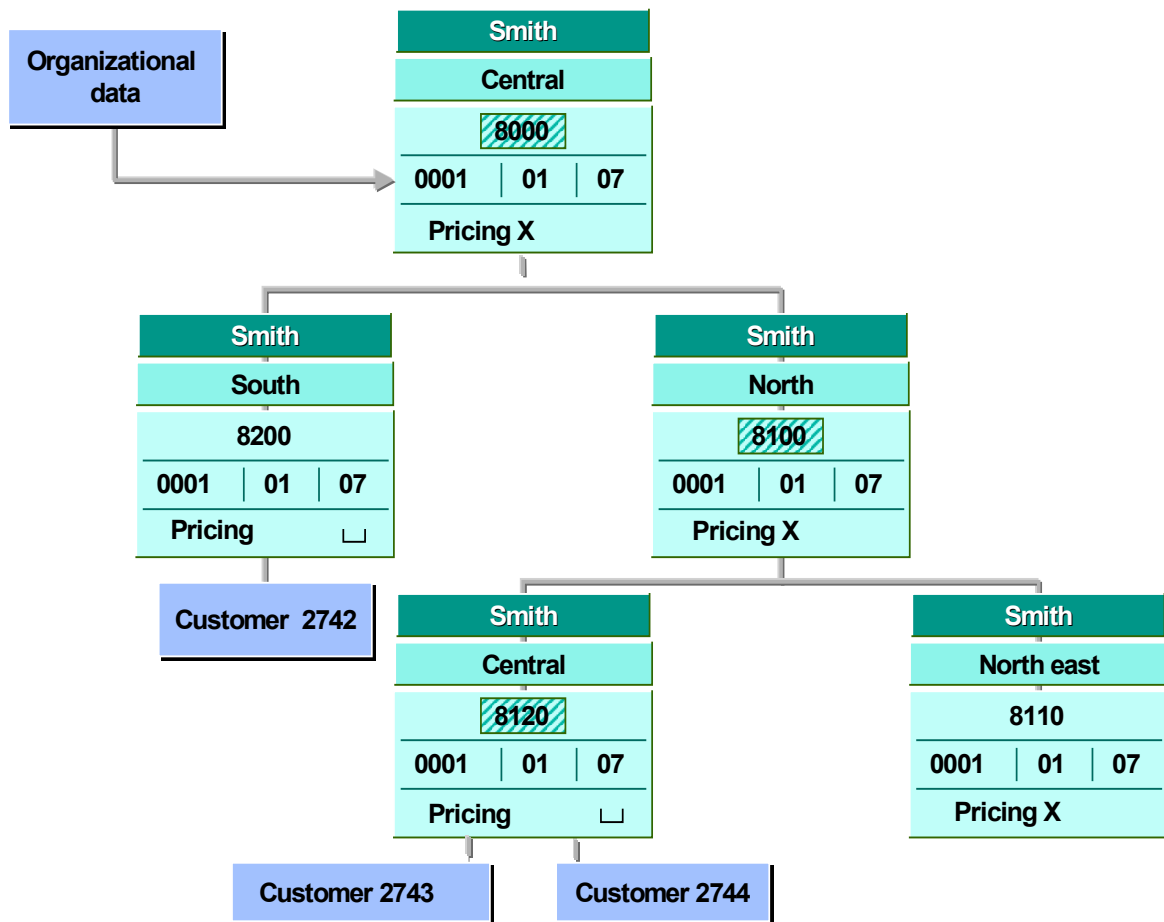 Smith
Central
8000
0001 01 07
Pricing X
Organizational
data
Smith
South
8200
0001 01 07
Pricing ⌴
Customer 2742
Smith
North
8100
0001 01 07
Pricing X
Smith
Central
8120
0001 01 07
Pricing ⌴
Customer 2743
Customer 2744
Smith
North east
8110
0001 01 07
Pricing X